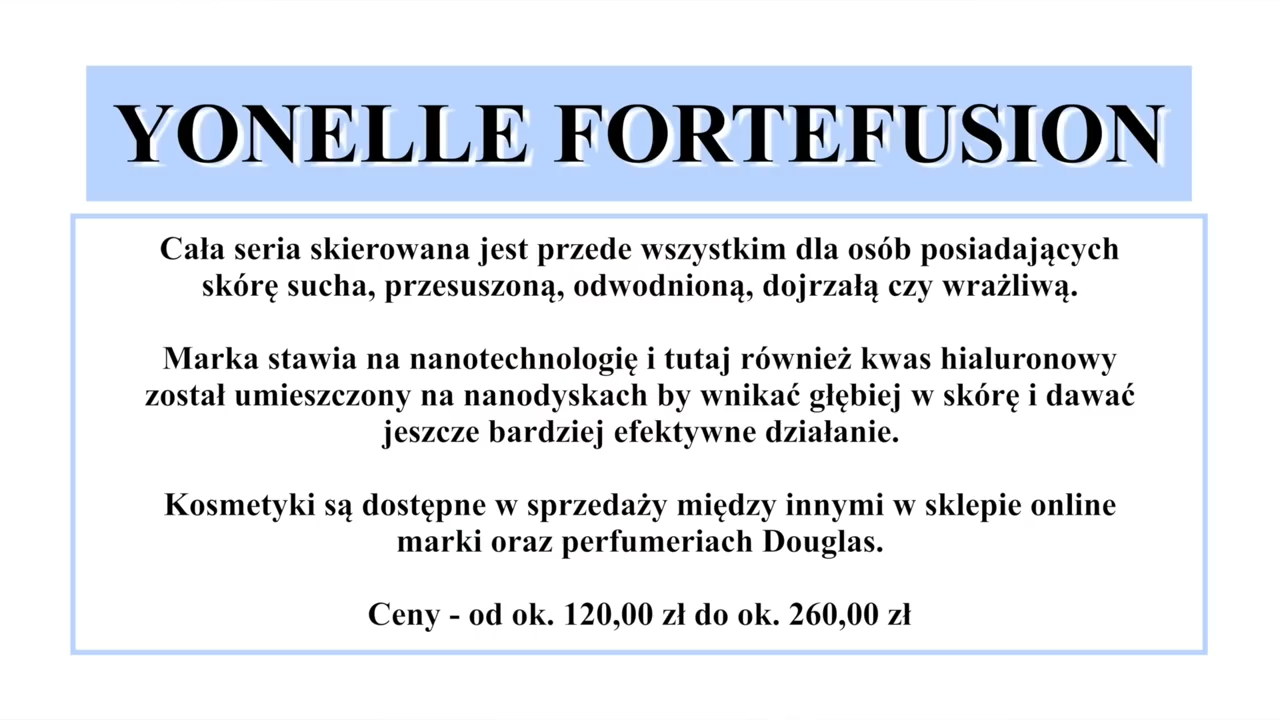 YONELLE FORTEFUSION
Cała seria skierowana jest przede wszystkim dla osób posiadających
skórę sucha, przesuszoną, odwodnioną, dojrzałą czy wrażliwą.
Marka stawia na nanotechnologię i tutaj również kwas hialuronowy
został umieszczony na nanodyskach by wnikać głębiej w skórę i dawać
jeszcze bardziej efektywne działanie.
Kosmetyki są dostępne w sprzedaży między innymi w sklepie online
marki oraz perfumeriach Douglas.
Ceny - od ok. 120,00 zł do ok. 260,00 zł